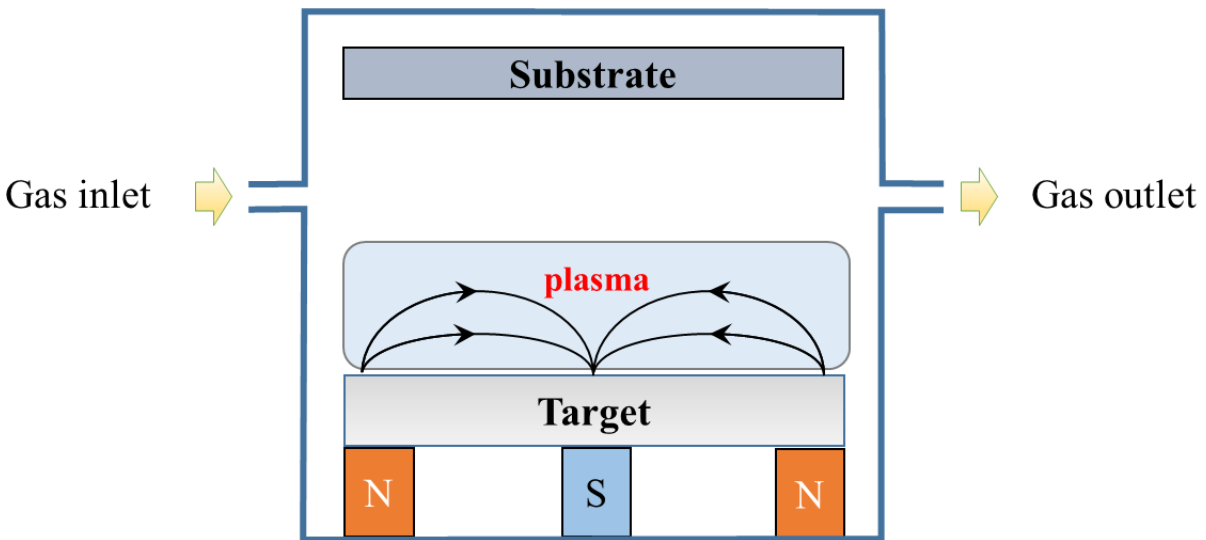 Substrate
Gas inlet
Gas outlet
plasma
Target
N
S
N